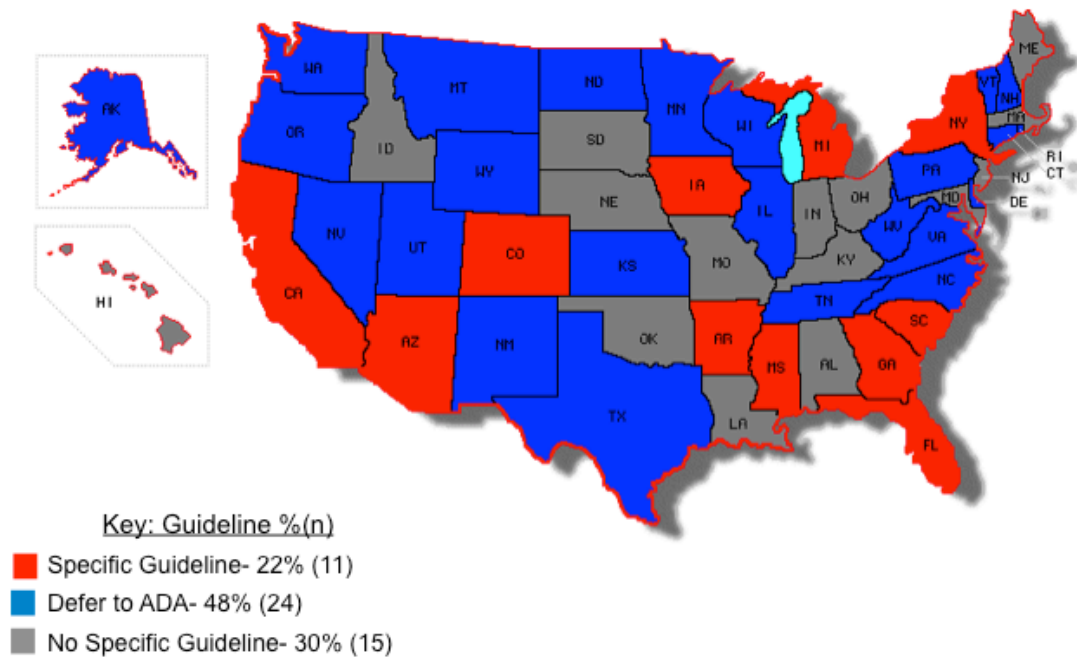 ME
WA
MT
ND
MN
VT
NH
AK
OR
ID
WI
MI
NY
MA
SD
WY
RI
CT
IA
PA
NJ
NE
OH
MD
DE
NV
UT
IL
IN
WV
VA
CO
KS
MO
KY
HI
CA
NC
TN
AZ
NM
OK
AR
SC
MS
AL
GA
TX
LA
FL
Key: Guideline %(n)
Specific Guideline- 22% (11)
Defer to ADA- 48% (24)
No Specific Guideline- 30% (15)